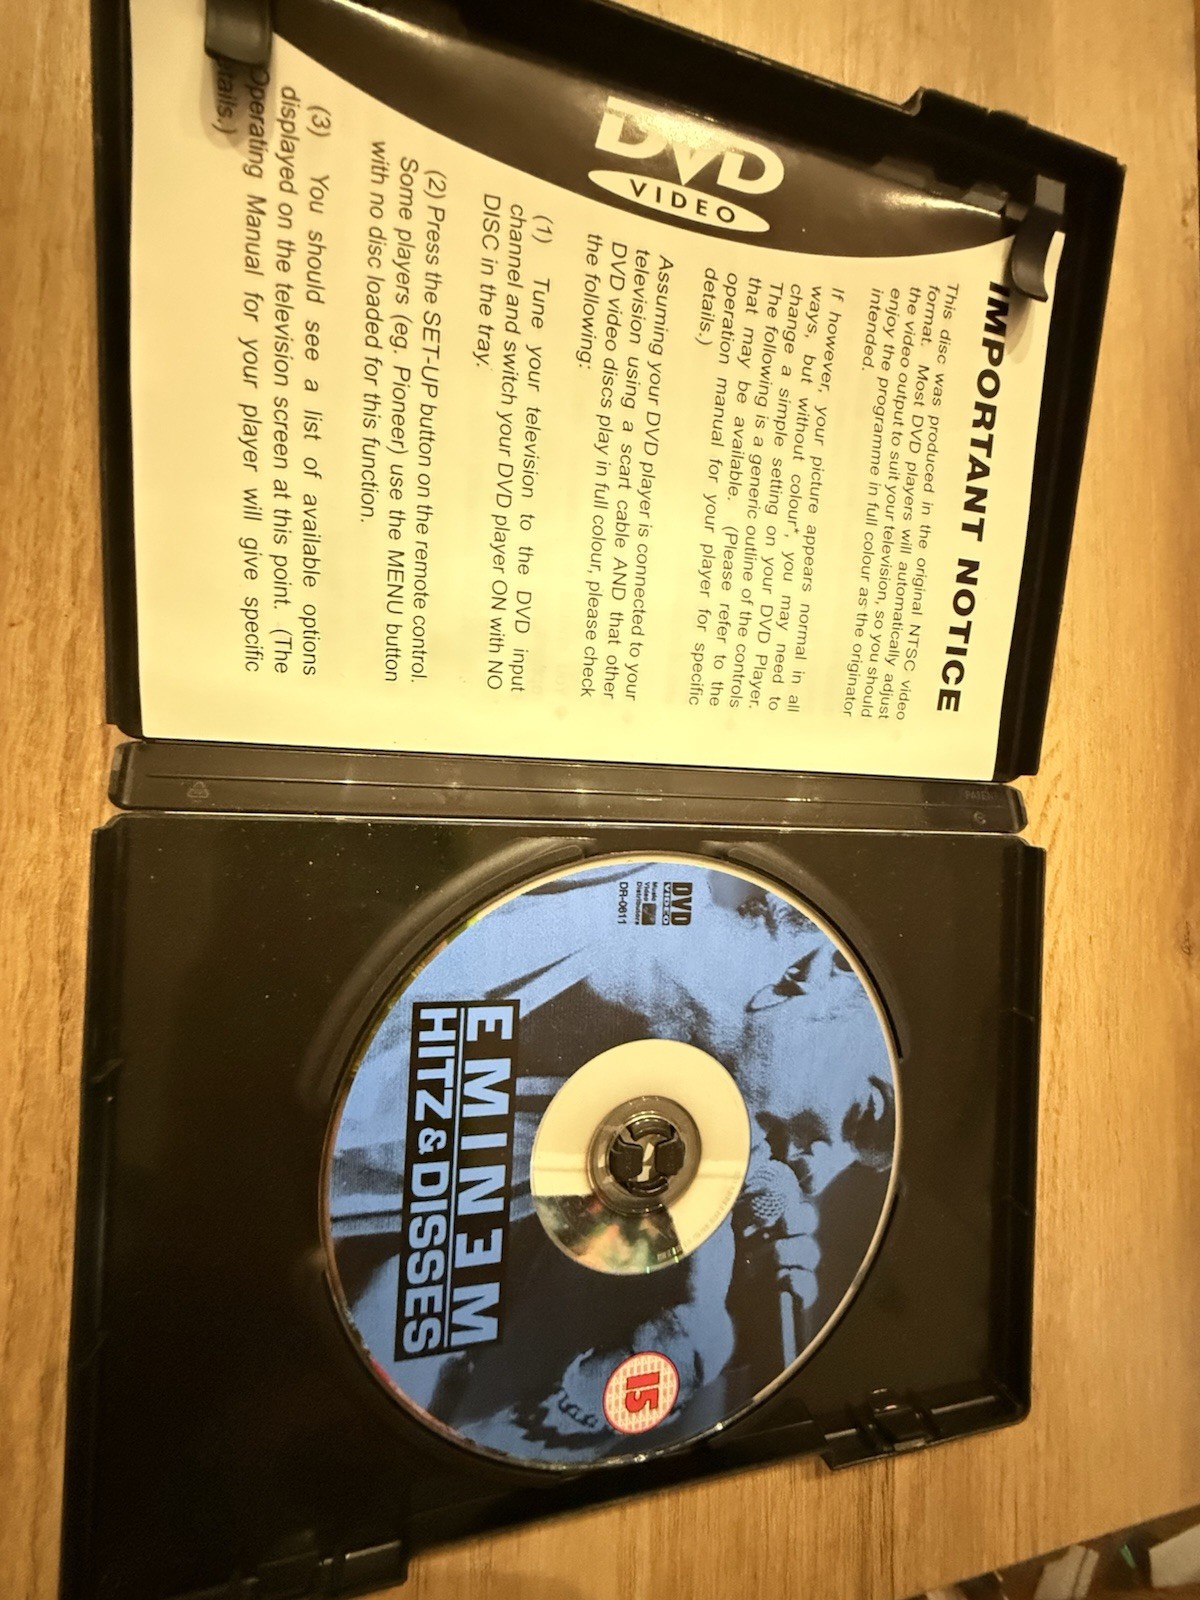 IMPORTANT NOTICE
This disc was produced in the original NTSC video
format. Most DVD players will automatically adjust
the video output to suit your television, so you should
enjoy the programme in full colour as the originator
intended.
If however, your picture appears normal in all
ways, but without colour*, you may need to
change a simple setting on your DVD Player.
The following is a generic outline of the controls
that may be available. (Please refer to the
operation manual for your player for specific
details.)
Assuming your DVD player is connected to your
television using a scart cable AND that other
DVD video discs play in full colour, please check
the following:
(1) Tune your television to the DVD input
channel and switch your DVD player ON with NO
DISC in the tray.
(2) Press the SET-UP button on the remote control.
Some players (eg. Pioneer) use the MENU button
with no disc loaded for this function.
(3) You should see a list of available options
displayed on the television screen at this point. (The
Operating Manual for your player will give specific
details.)
DVD
VIDEO
DVD
VIDEO
Music
Video
Distributors
DR-0611
EMINEM
HITZ & DISSES
15